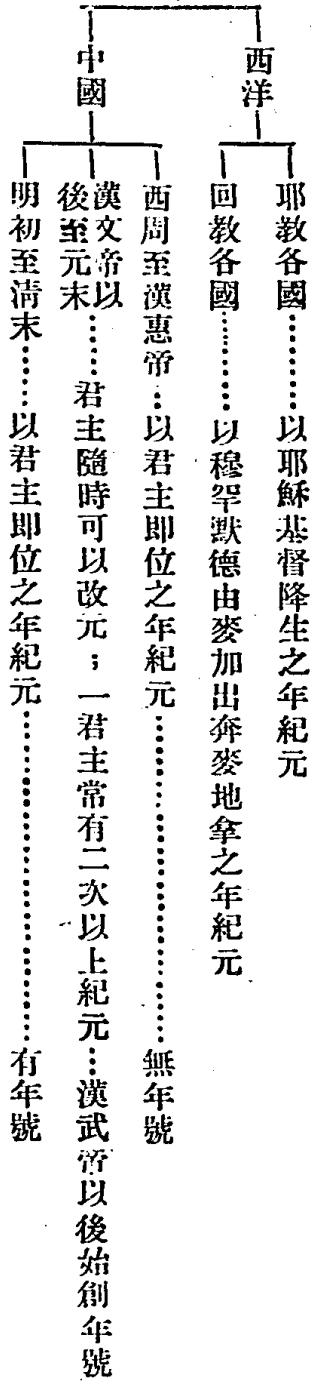 西洋
耶教各國………以耶穌基督降生之年紀元
回教各國………以穆罕默德由麥加出奔麥地拿之年紀元
中國
西周至漢惠帝…以君主即位之年紀元………………無年號
漢文帝以後至元末……君主隨時可以改元；一君主常有二次以上紀元…漢武帝以後始創年號
明初至清末……以君主即位之年紀元………………有年號